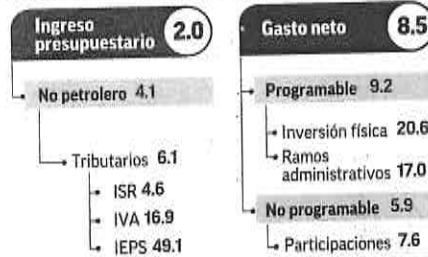 Ingreso
presupuestario 2.0
No petrolero 4.1
Tributarios 6.1
ISR 4.6
IVA 16.9
IEPS 49.1
Gasto neto 8.5
Programable 9.2
Inversión física 20.6
Ramos
administrativos 17.0
No programable 5.9
Participaciones 7.6